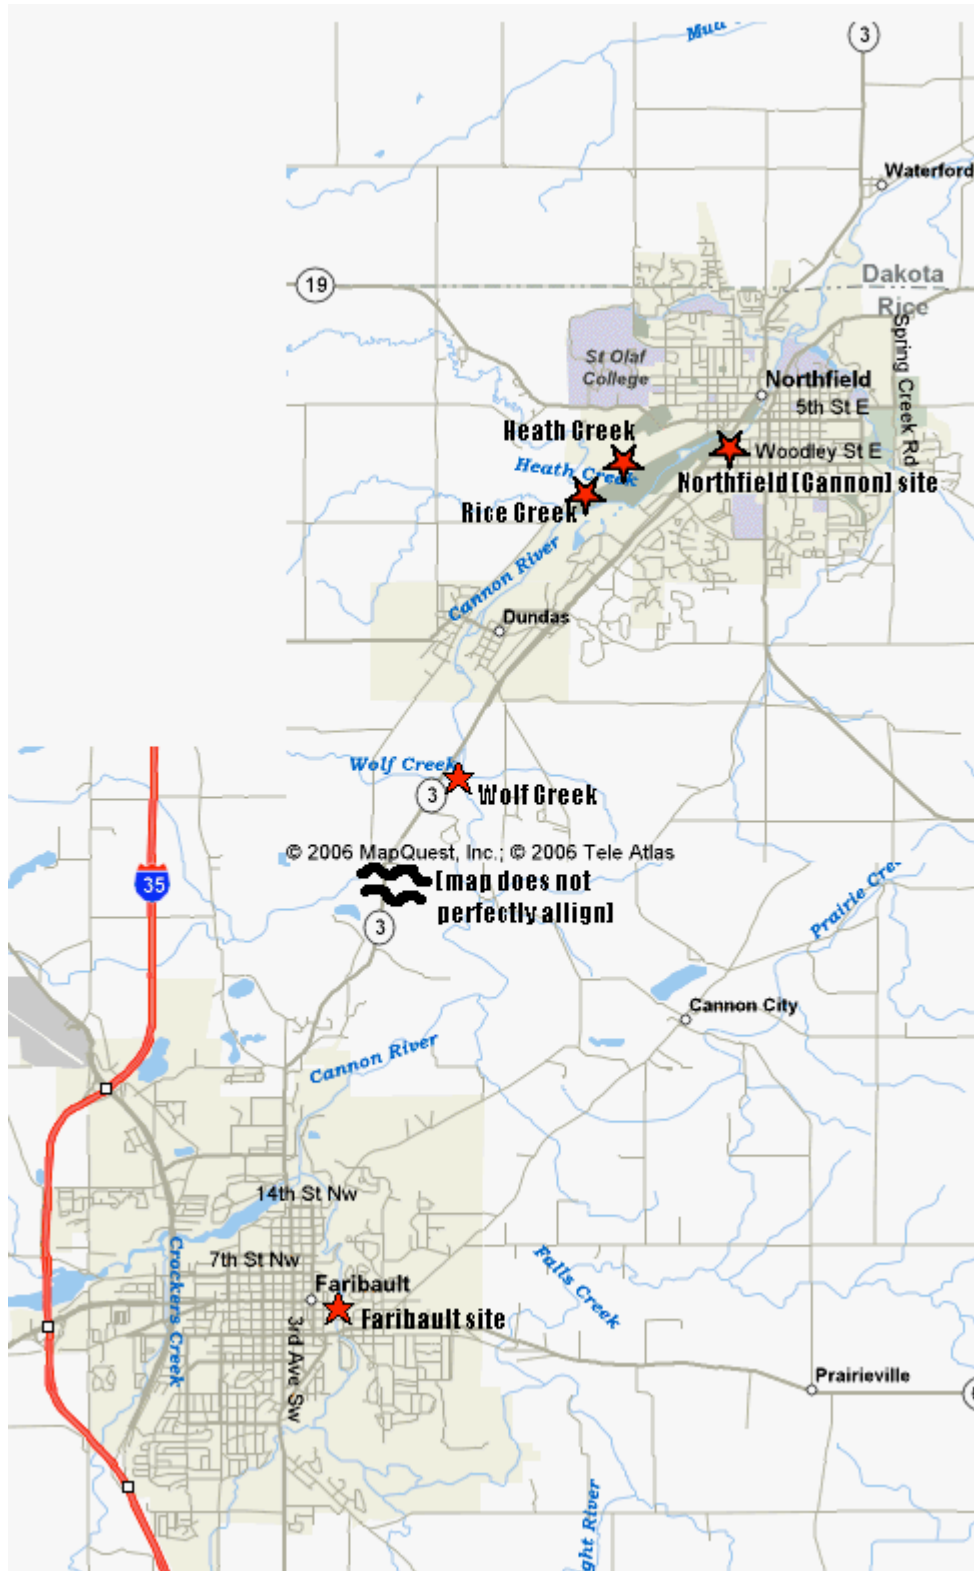 Mud
3
Waterford
Dakota
19
Rice
Spring Creek Rd
St Olaf
College
Northfield
5th St E
Heath Creek
Woodley St E
Heath Creek
Northfield [Cannon] site
Rice Creek
Cannon River
Dundas
Wolf Creek
3
Wolf Creek
© 2006 MapQuest, Inc.; © 2006 Tele Atlas
35
[map does not
perfectly allign]
3
Prairie Cre
Cannon City
Cannon River
14th St Nw
7th St Nw
Crockers Creek
Falls Creek
Faribault
Faribault site
3rd Ave Sw
Prairieville
ght River